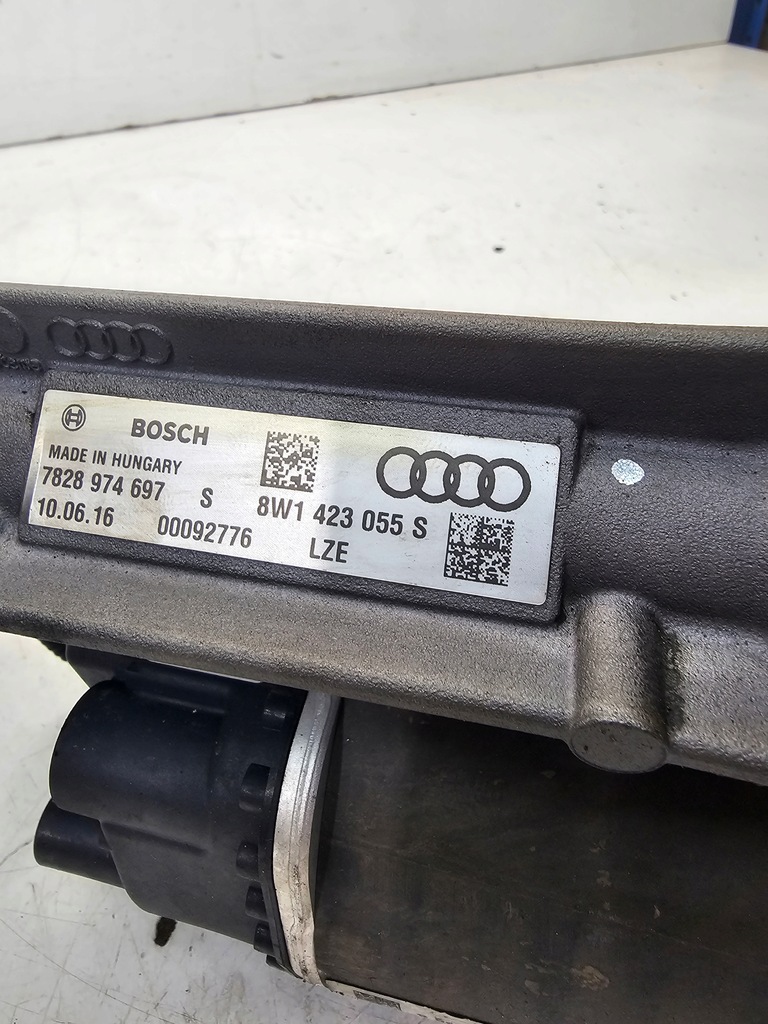 BOSCH
MADE IN HUNGARY
7828 974 697 S
8W1 423 055 S
10.06.16 00092776
LZE